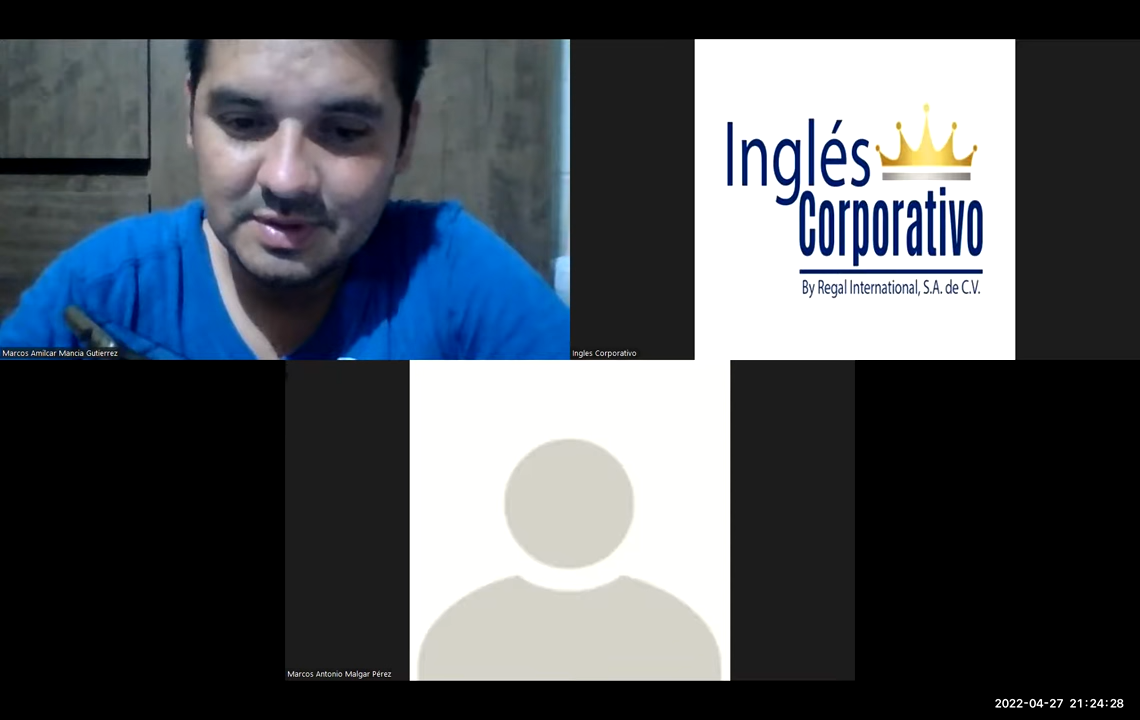 Inglés
Corporativo
By Regal International, S.A. de C.V.
Marcos Amilcar Mancia Gutierrez
Ingles Corporativo
Marcos Antonio Malgar Pérez
2022-04-27 21:24:28